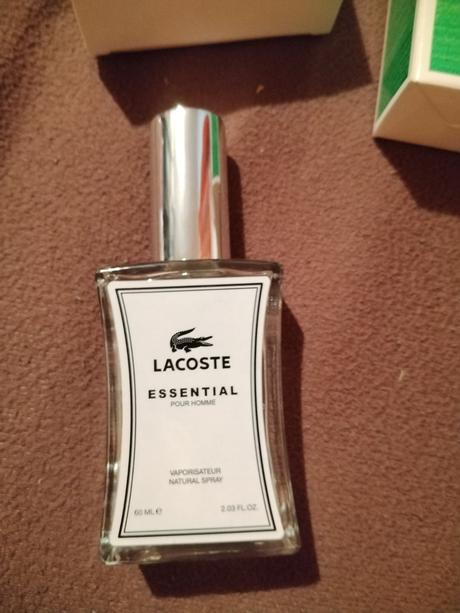 LACOSTE
ESSENTIAL
POUR HOMME
VAPORISATEUR
NATURAL SPRAY
60 ML e 2.03 FL.OZ.